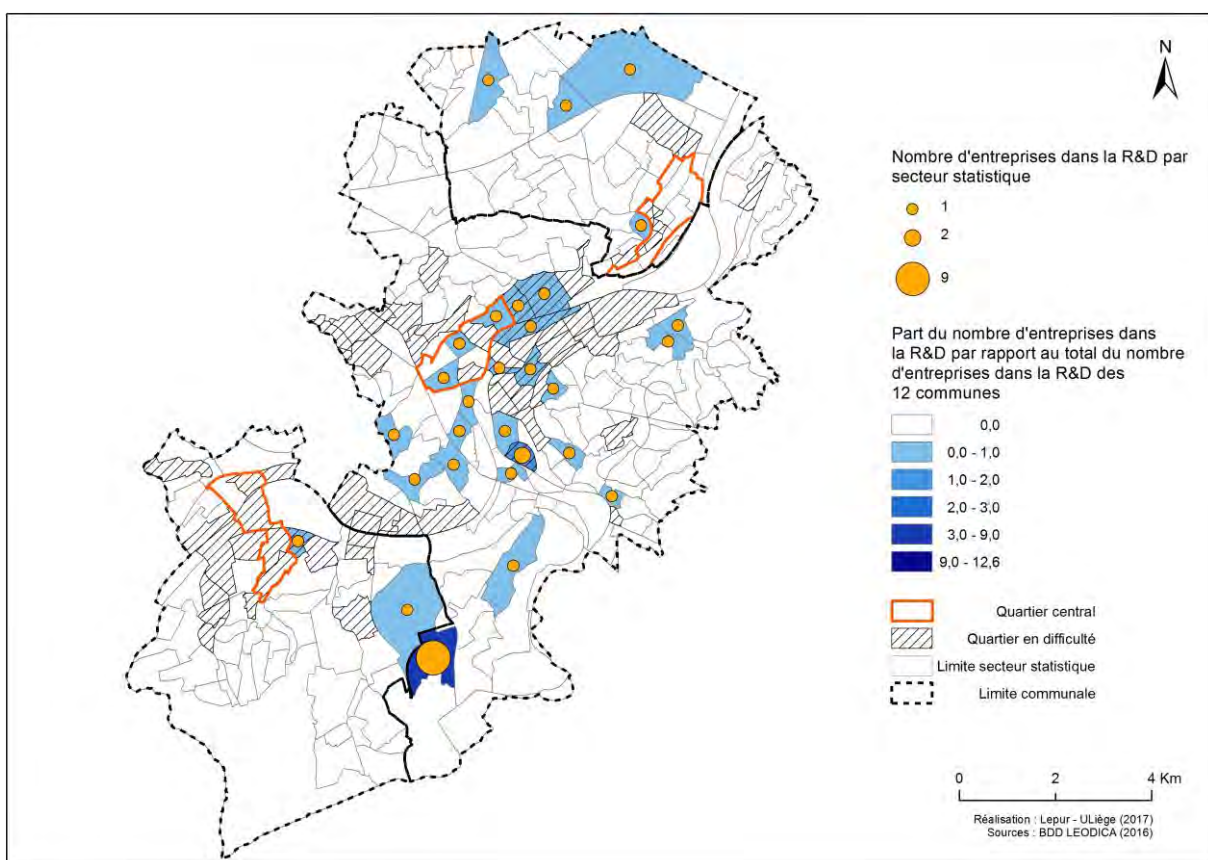 N
Nombre d'entreprises dans la R&D par
secteur statistique
1
2
9
Part du nombre d'entreprises dans
la R&D par rapport au total du nombre
d'entreprises dans la R&D des
12 communes
0,0
0,0 - 1,0
1,0 - 2,0
2,0 - 3,0
3,0 - 9,0
9,0 - 12,6
Quartier central
Quartier en difficulté
Limite secteur statistique
Limite communale
0 2 4 Km
Réalisation : Lepur - ULiège (2017)
Sources : BDD LEODICA (2016)